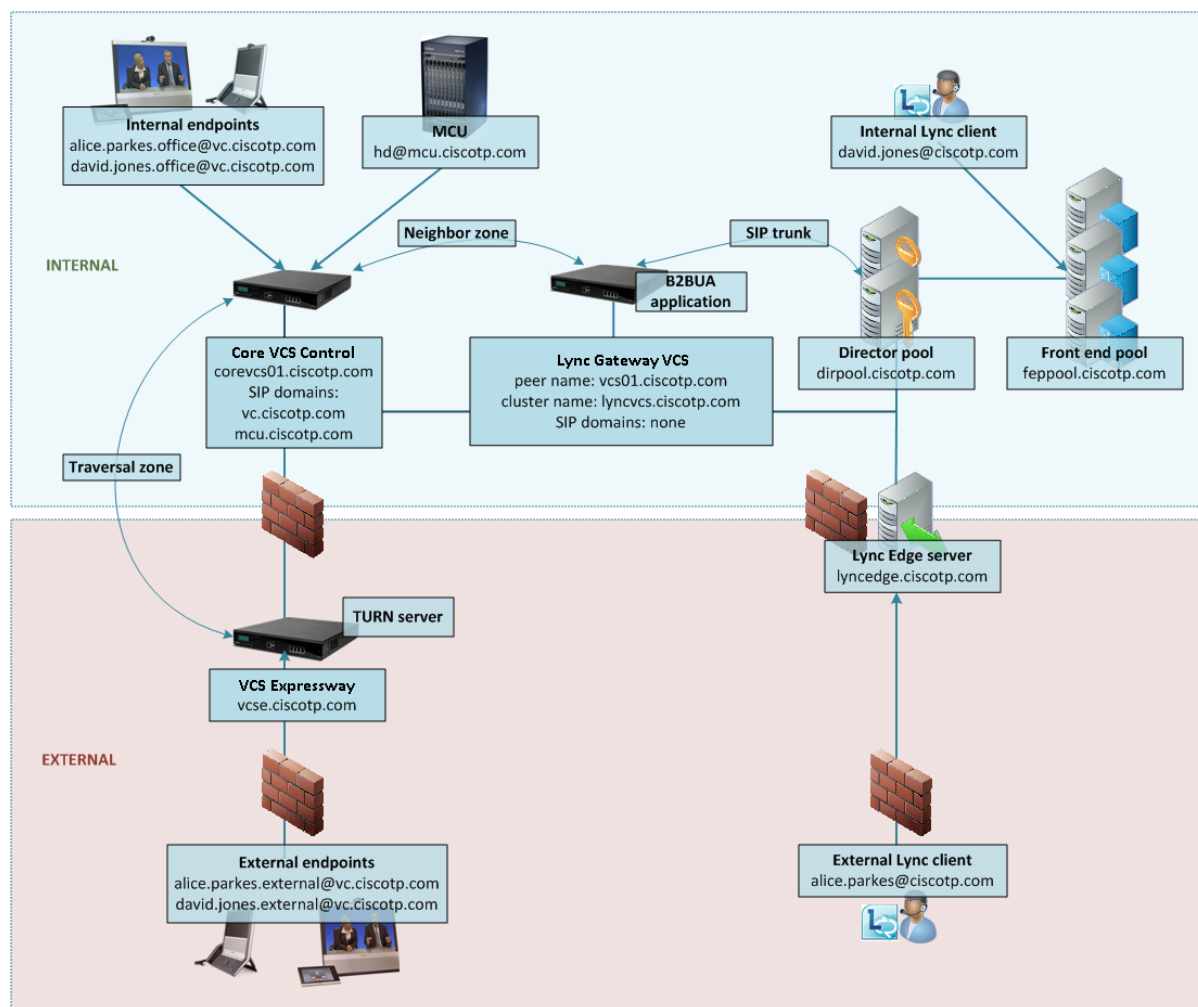 Internal endpoints
alice.parkes.office@vc.ciscotp.com
david.jones.office@vc.ciscotp.com
MCU
hd@mcu.ciscotp.com
Internal Lync client
david.jones@ciscotp.com
Neighbor zone
SIP trunk
INTERNAL
B2BUA
application
Core VCS Control
corevcs01.ciscotp.com
SIP domains:
vc.ciscotp.com
mcu.ciscotp.com
Lync Gateway VCS
peer name: vcs01.ciscotp.com
cluster name: lyncvcs.ciscotp.com
SIP domains: none
Director pool
dirpool.ciscotp.com
Front end pool
feppool.ciscotp.com
Traversal zone
Lync Edge server
lyncedge.ciscotp.com
TURN server
VCS Expressway
vcse.ciscotp.com
EXTERNAL
External endpoints
alice.parkes.external@vc.ciscotp.com
david.jones.external@vc.ciscotp.com
External Lync client
alice.parkes@ciscotp.com